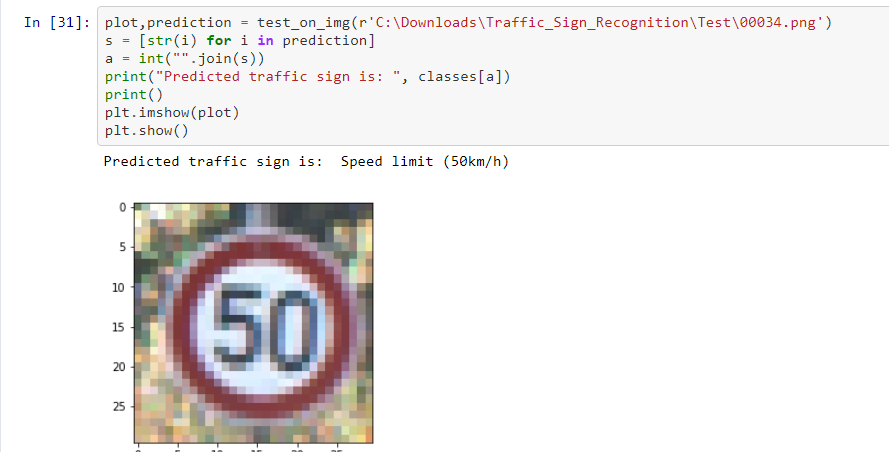 In [31]: plot,prediction = test_on_img(r'C:\Downloads\Traffic_Sign_Recognition\Test\00034.png')
s = [str(i) for i in prediction]
a = int("".join(s))
print("Predicted traffic sign is: ", classes[a])
print()
plt.imshow(plot)
plt.show()
Predicted traffic sign is:  Speed limit (50km/h)
0
5
10
15
20
25
50